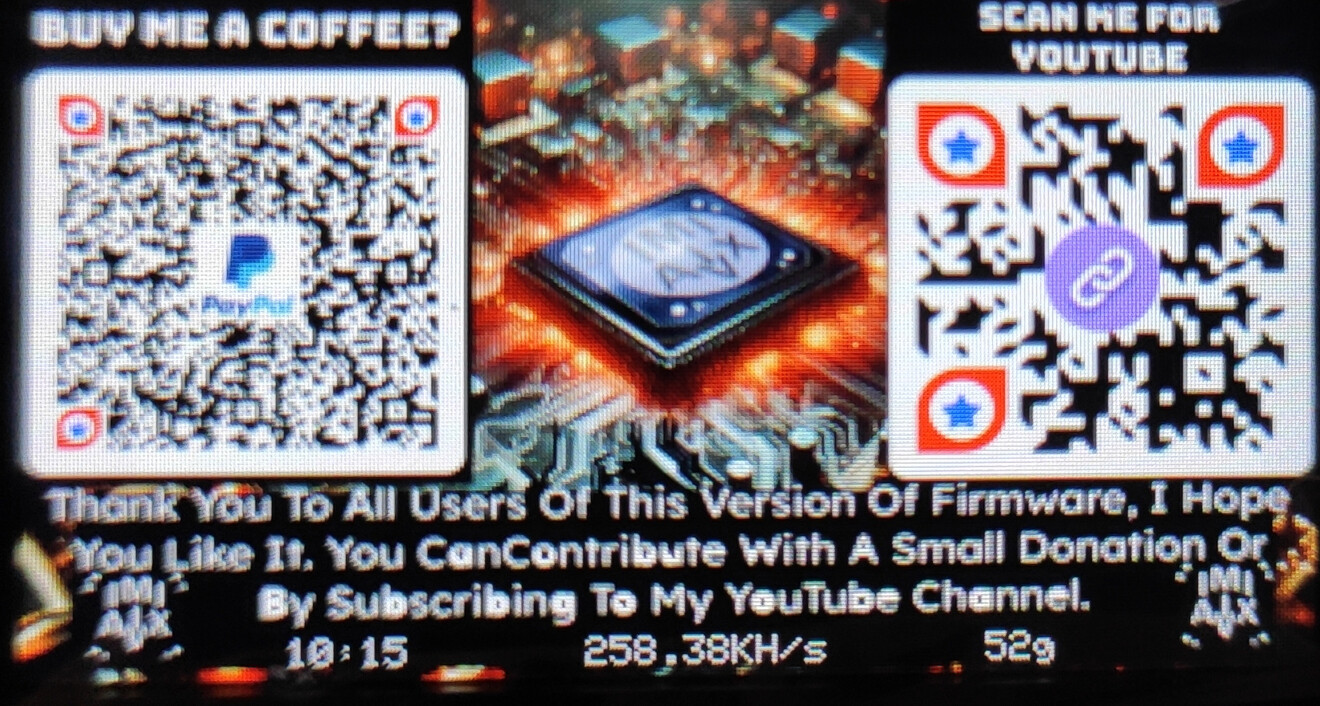 BUY ME A COFFEE?
SCAN ME FOR
YOUTUBE
PayPal
Thank You To All Users Of This Version Of Firmware, I Hope
You Like It. You CanContribute With A Small Donation Or
By Subscribing To My YouTube Channel.
10:15
258,38KH/s
52g